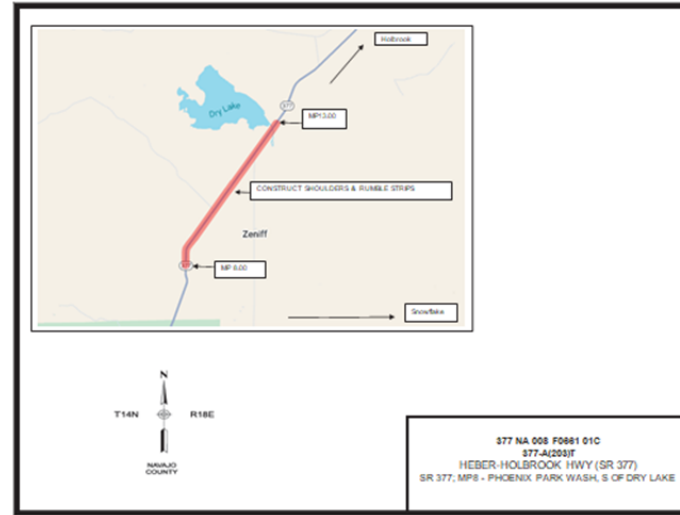 Holbrook
Dry Lake
377
MP13.00
CONSTRUCT SHOULDERS & RUMBLE STRIPS
Zeniff
MP 8.00
Snowflake
N
T14N R18E
NAVAJO
COUNTY
377 NA 008 F0661 01C
377-A(203)T
HEBER-HOLBROOK HWY (SR 377)
SR 377; MP8 - PHOENIX PARK WASH, S OF DRY LAKE